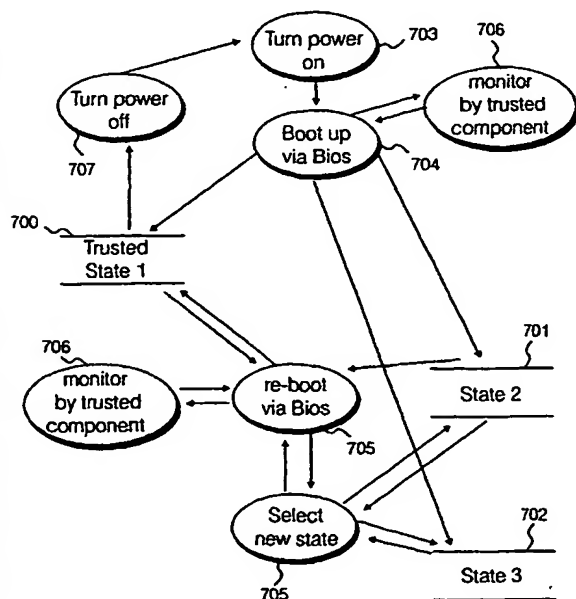 Turn power
on
703
706
monitor
by trusted
component
Turn power
off
707
Boot up
via Bios
704
700
Trusted
State 1
701
State 2
706
monitor
by trusted
component
re-boot
via Bios
705
Select
new state
705
702
State 3